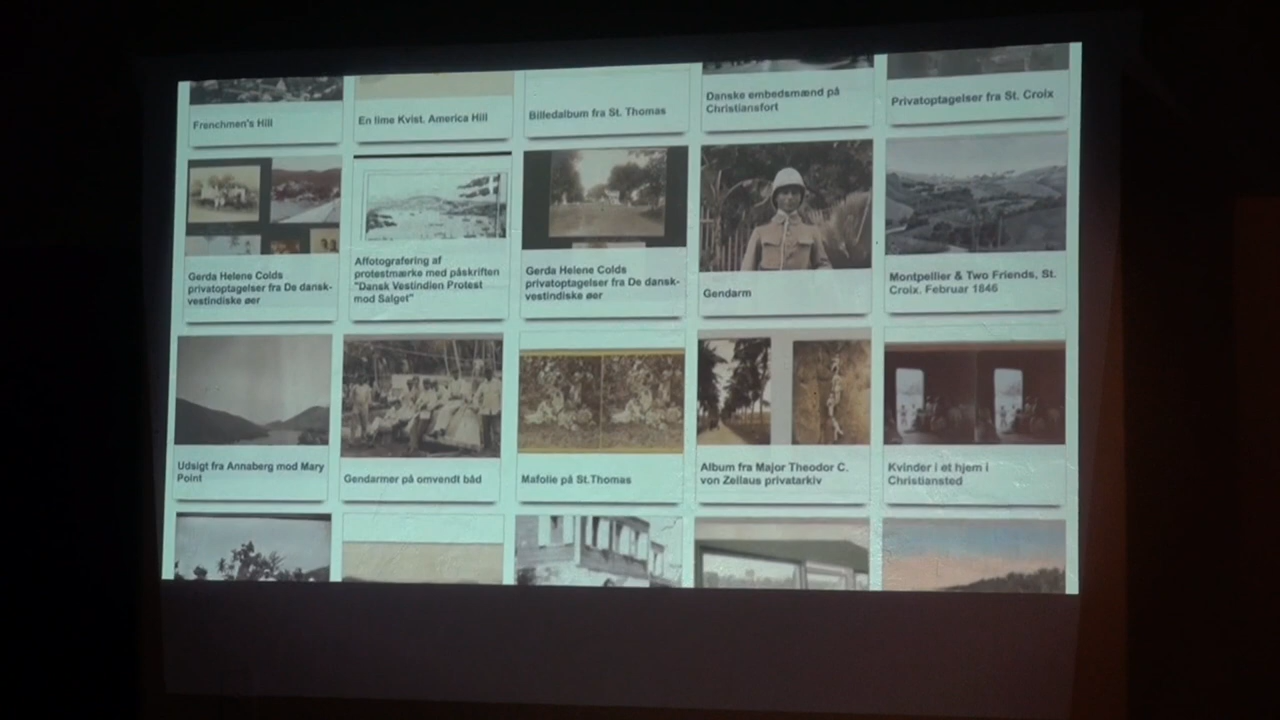 Frenchmen's Hill
En time Kvist. America Hill
Billedalbum fra St. Thomas
Danske embedsmænd på
Christiansfort
Privatoptagelser fra St. Croix
Gerda Helene Colds
privatoptagelser fra De dansk-
vestindiske øer
Affotografering af
protestmærke med påskriften
"Dansk Vestindien Protest
mod Salget"
Gerda Helene Colds
privatoptagelser fra De dansk-
vestindiske øer
Gendarm
Montpellier & Two Friends, St.
Croix. Februar 1846
Udsigt fra Annaberg mod Mary
Point
Gendarmer på omvendt båd
Mafolie på St.Thomas
Album fra Major Theodor C.
von Zeilaus privatarkiv
Kvinder i et hjem i
Christiansted